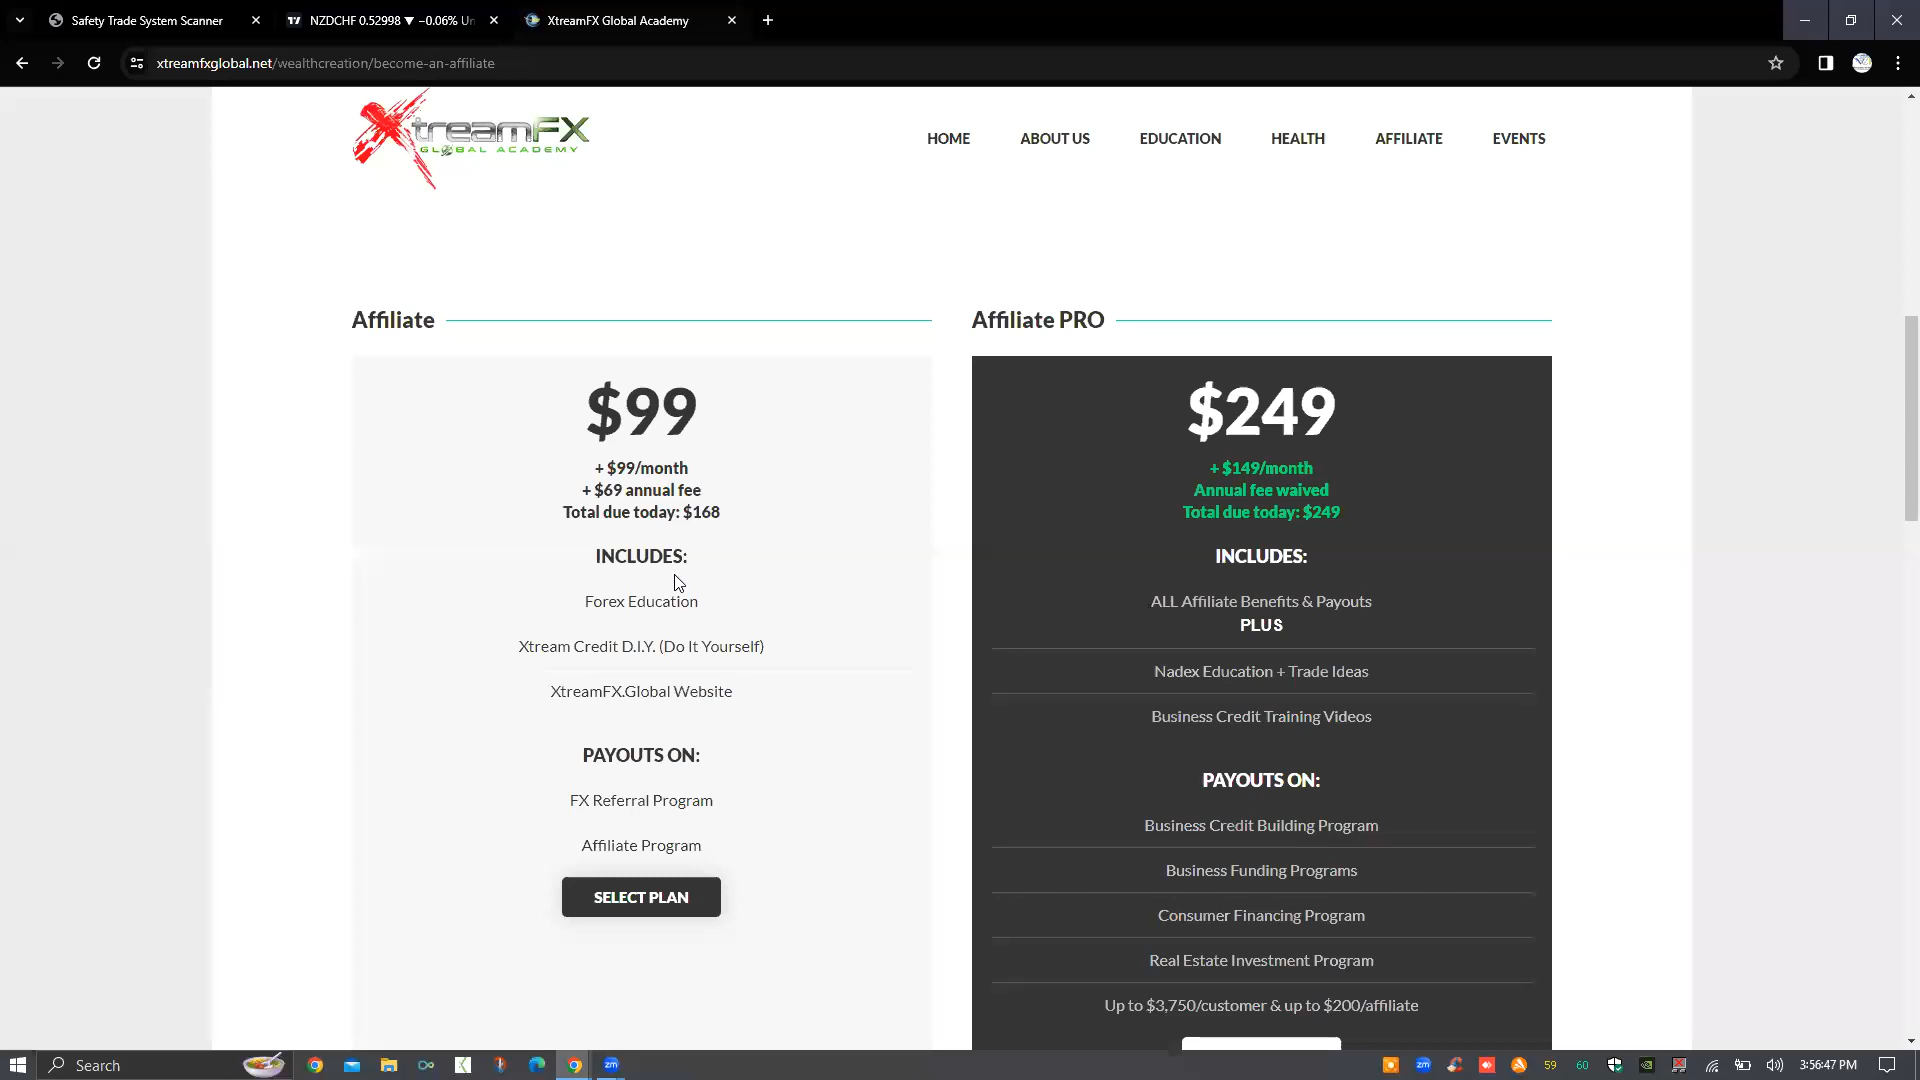 Safety Trade System Scanner
NZDCHF 0.52998 ▼ −0.06% Un
XtreamFX Global Academy
xtreamfxglobal.net/wealthcreation/become-an-affiliate
XtreamFX
GLOBAL ACADEMY
HOME
ABOUT US
EDUCATION
HEALTH
AFFILIATE
EVENTS
Affiliate
$99
+ $99/month
+ $69 annual fee
Total due today: $168
INCLUDES:
Forex Education
Xtream Credit D.I.Y. (Do It Yourself)
XtreamFX.Global Website
PAYOUTS ON:
FX Referral Program
Affiliate Program
SELECT PLAN
Affiliate PRO
$249
+ $149/month
Annual fee waived
Total due today: $249
INCLUDES:
ALL Affiliate Benefits & Payouts
PLUS
Nadex Education + Trade Ideas
Business Credit Training Videos
PAYOUTS ON:
Business Credit Building Program
Business Funding Programs
Consumer Financing Program
Real Estate Investment Program
Up to $3,750/customer & up to $200/affiliate
Search
zm
zm
59
60
3:56:47 PM